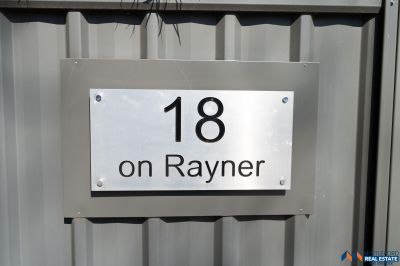 18
on Rayner
REAL ESTATE